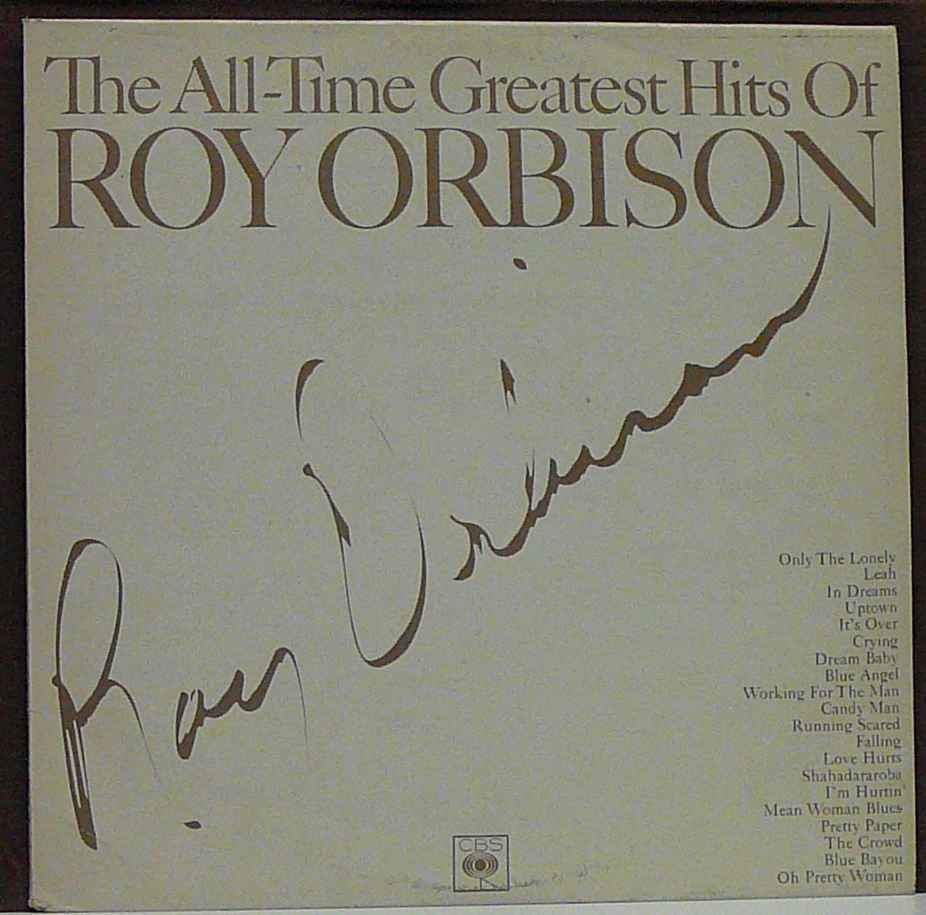 The All-Time Greatest Hits Of
ROY ORBISON
Roy Orbison
Only The Lonely
Leah
In Dreams
Uptown
It's Over
Crying
Dream Baby
Blue Angel
Working For The Man
Candy Man
Running Scared
Falling
Love Hurts
Shahadararoba
I'm Hurtin'
Mean Woman Blues
Pretty Paper
The Crowd
Blue Bayou
Oh Pretty Woman
CBS